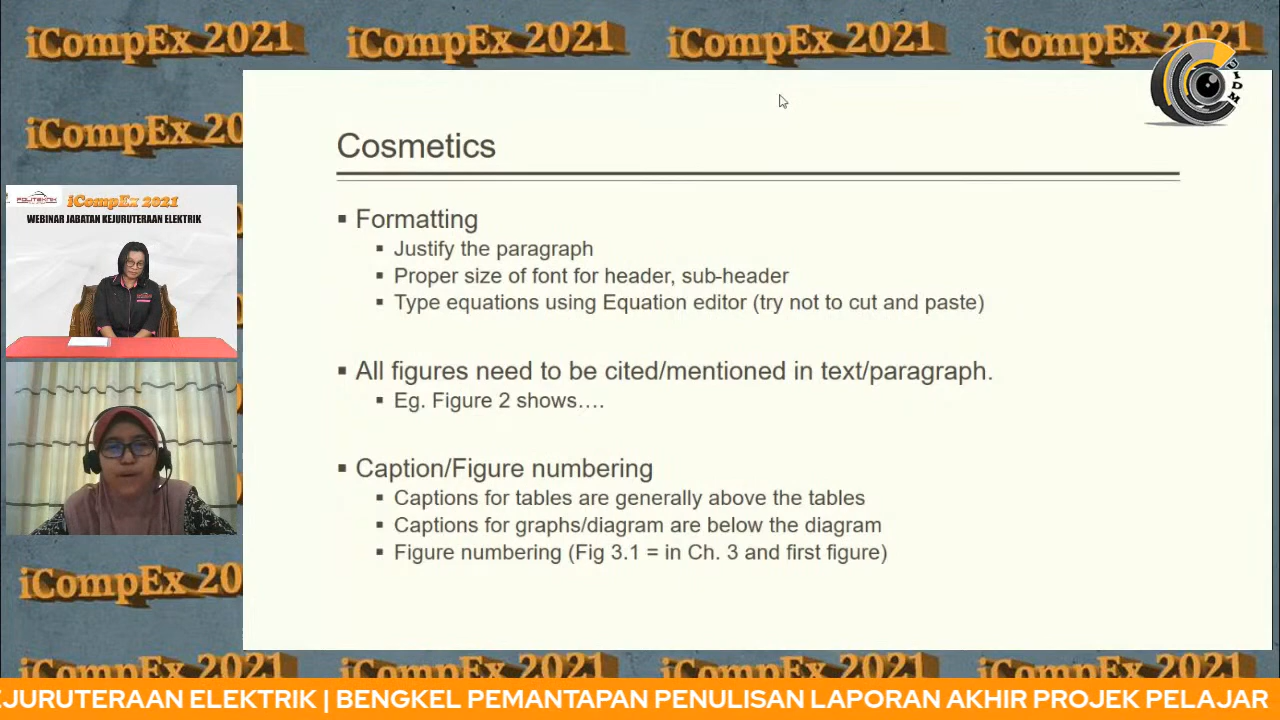 iCompEx 2021 iCompEx 2021 iCompEx 2021 iCompEx 2021
iCompEx 20
UIDM
POLITEKNIK
iCompEx 2021
WEBINAR JABATAN KEJURUTERAAN ELEKTRIK
Cosmetics
▪ Formatting
▪ Justify the paragraph
▪ Proper size of font for header, sub-header
▪ Type equations using Equation editor (try not to cut and paste)
▪ All figures need to be cited/mentioned in text/paragraph.
▪ Eg. Figure 2 shows….
▪ Caption/Figure numbering
▪ Captions for tables are generally above the tables
▪ Captions for graphs/diagram are below the diagram
▪ Figure numbering (Fig 3.1 = in Ch. 3 and first figure)
iCompEx 20
iCompEx 2021 iCompEx 2021 iCompEx 2021 iCompEx 2021
EJURUTERAAN ELEKTRIK | BENGKEL PEMANTAPAN PENULISAN LAPORAN AKHIR PROJEK PELAJAR